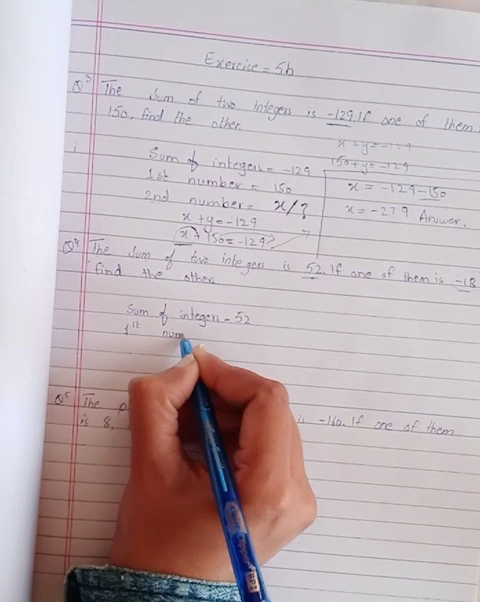 Exercise = 5b
Q3 The sum of two integers is -129. If one of them
150. find the other.
x + y = -129
150 + y = -129
Sum of integers = -129
1st number = 150
2nd number = x/?
x + y = -129
x + 150 = -129
x = -129 - 150
x = -279 Answer.
Q4 The sum of two integers is 52. If one of them is -18
find the other.
Sum of integers = 52
1st num
Q5 The is -160. If one of them
is 8,